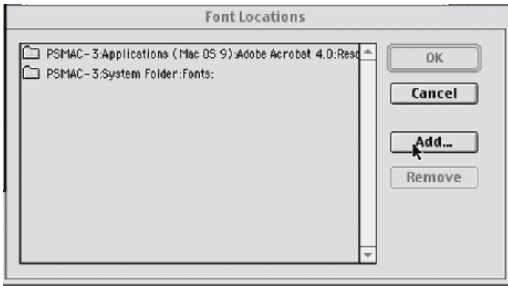 Font Locations
PSMAC-3:Applications (Mac OS 9):Adobe Acrobat 4.0:Reso
PSMAC-3:System Folder:Fonts:
OK
Cancel
Add...
Remove